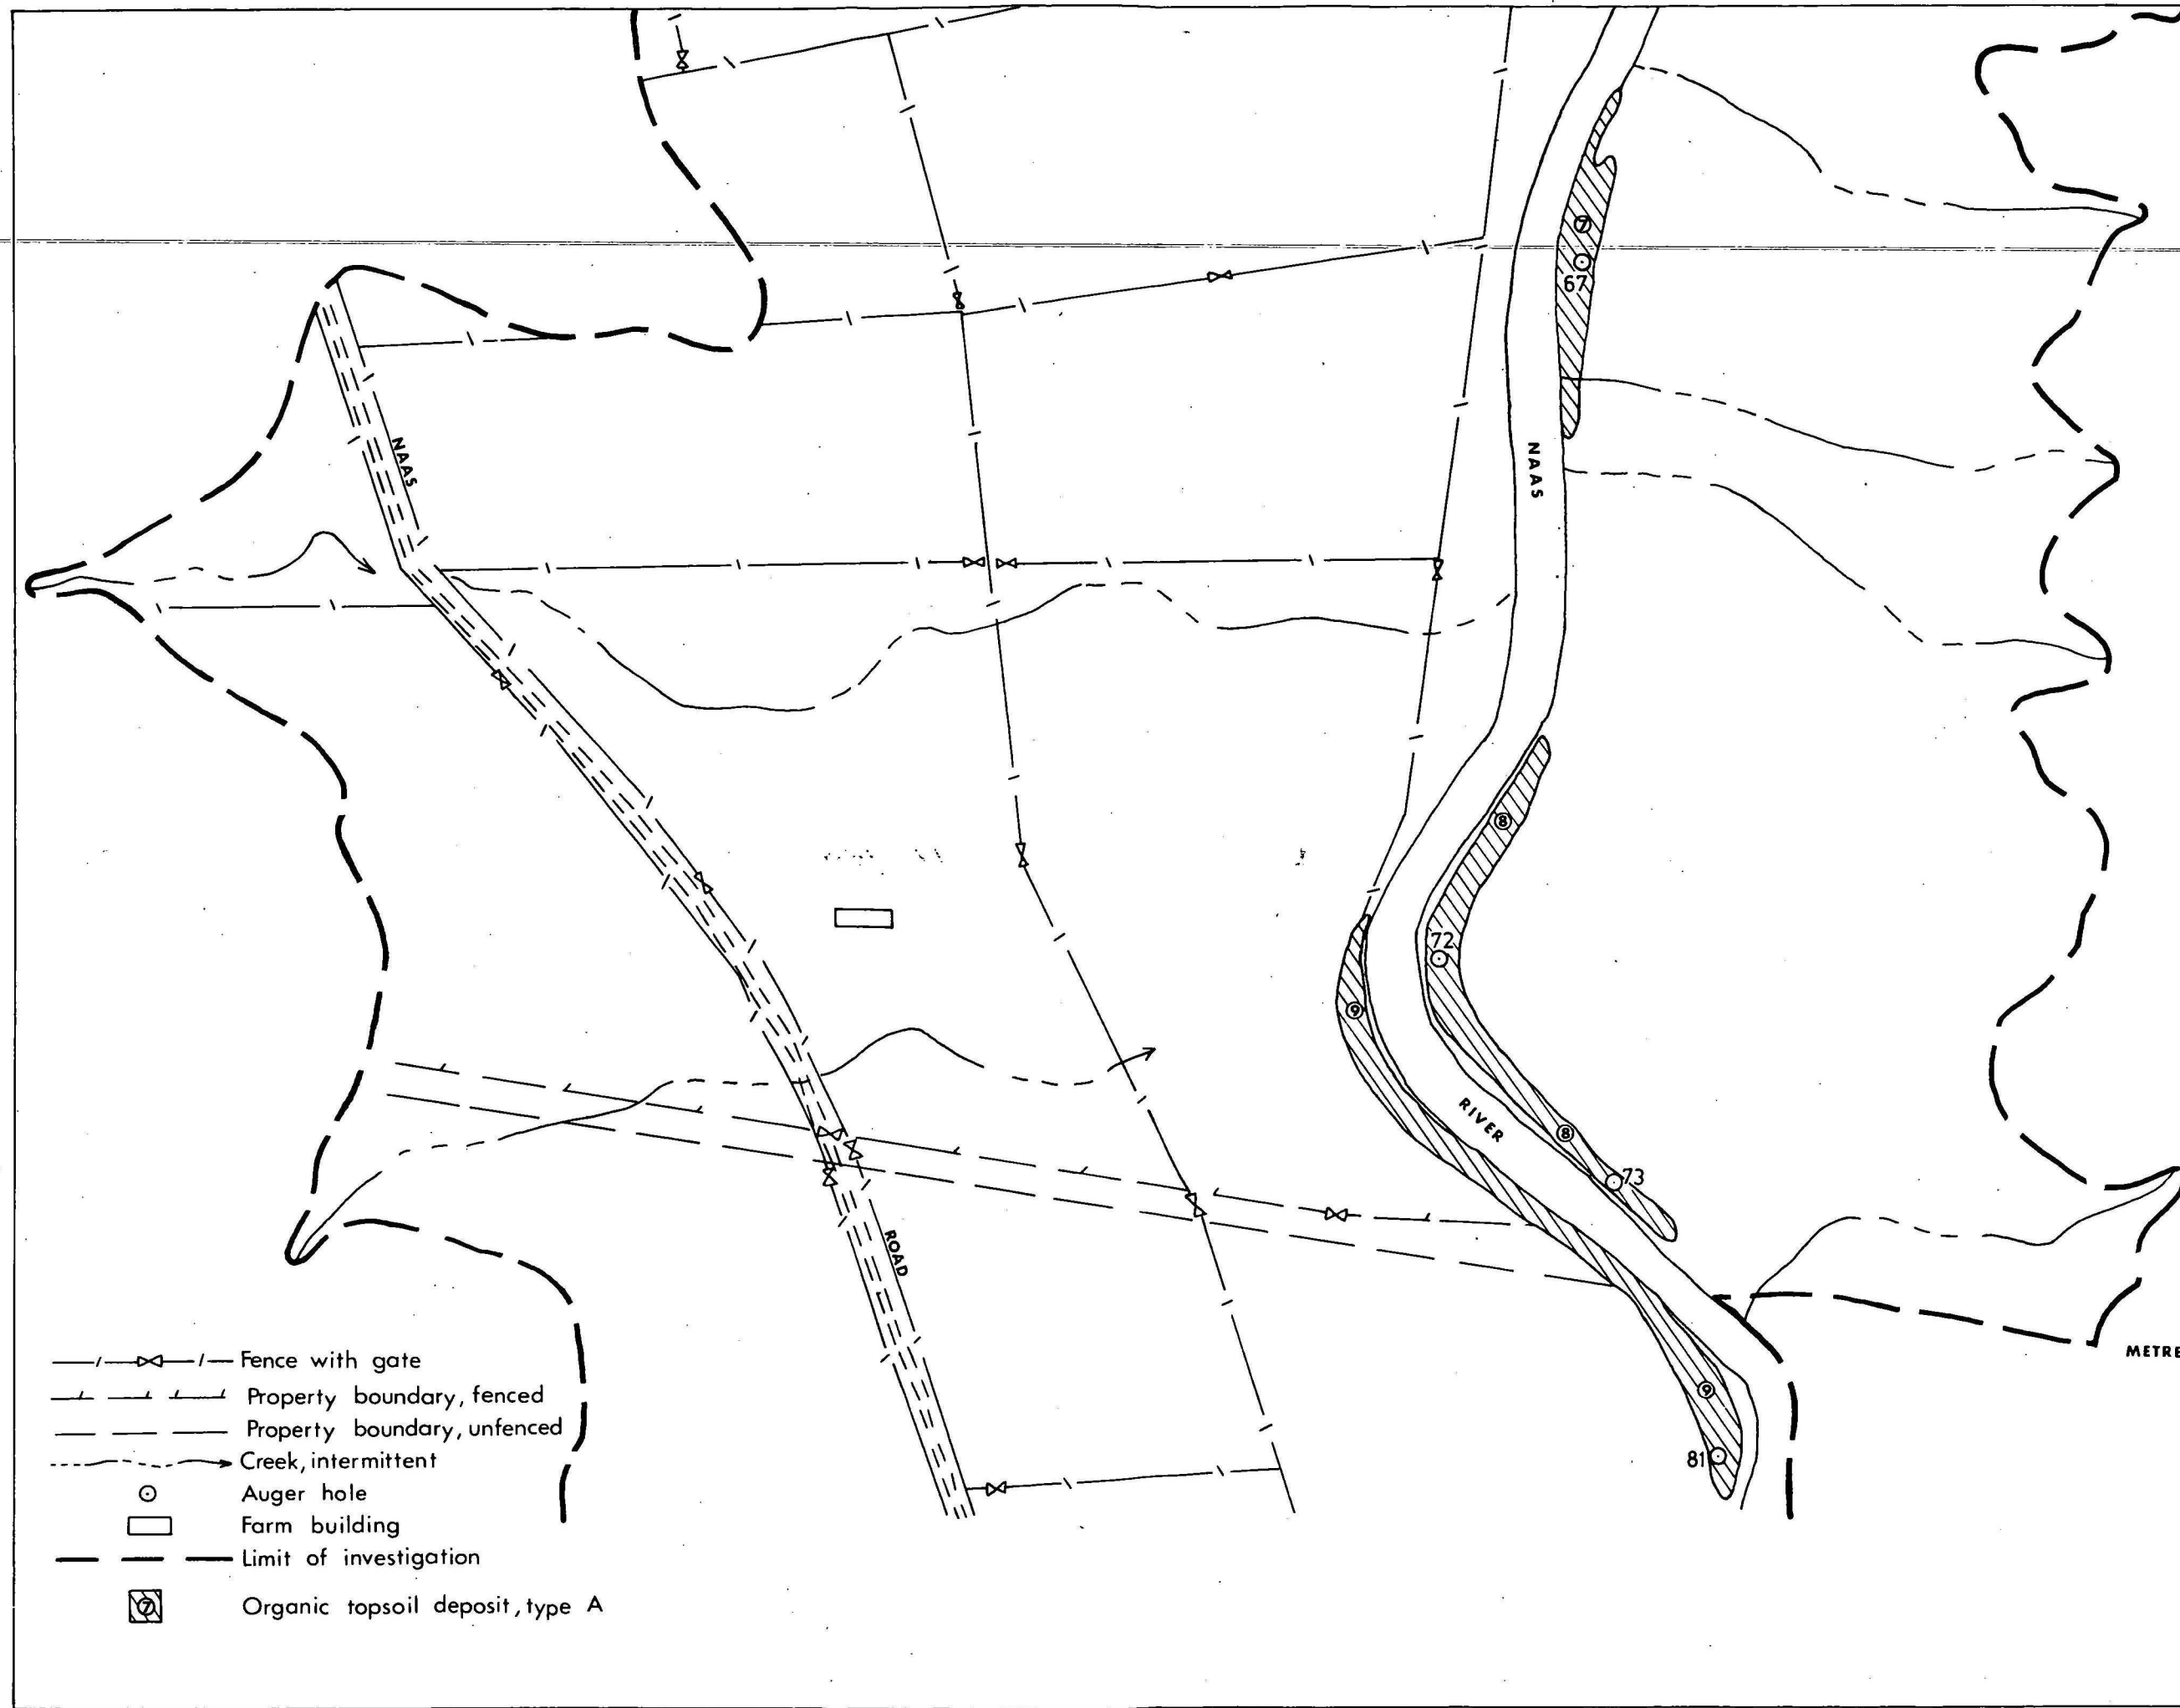 7
67
NAAS
NAAS
8
72
9
RIVER
8
73
ROAD
METRE
9
81
Fence with gate
Property boundary, fenced
Property boundary, unfenced
Creek, intermittent
Auger hole
Farm building
Limit of investigation
7 Organic topsoil deposit, type A